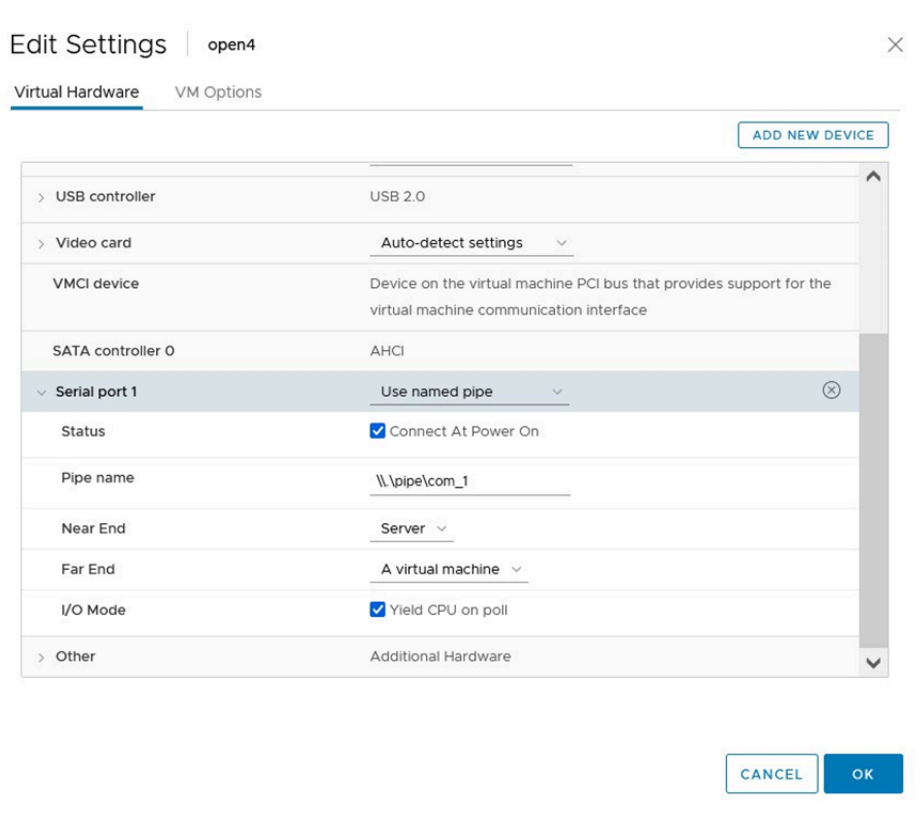 Edit Settings | open4
Virtual Hardware VM Options
ADD NEW DEVICE
USB controller USB 2.0
Video card Auto-detect settings
VMCI device Device on the virtual machine PCI bus that provides support for the
virtual machine communication interface
SATA controller 0 AHCI
Serial port 1 Use named pipe
Status Connect At Power On
Pipe name \\.\pipe\com_1
Near End Server
Far End A virtual machine
I/O Mode Yield CPU on poll
Other Additional Hardware
CANCEL OK